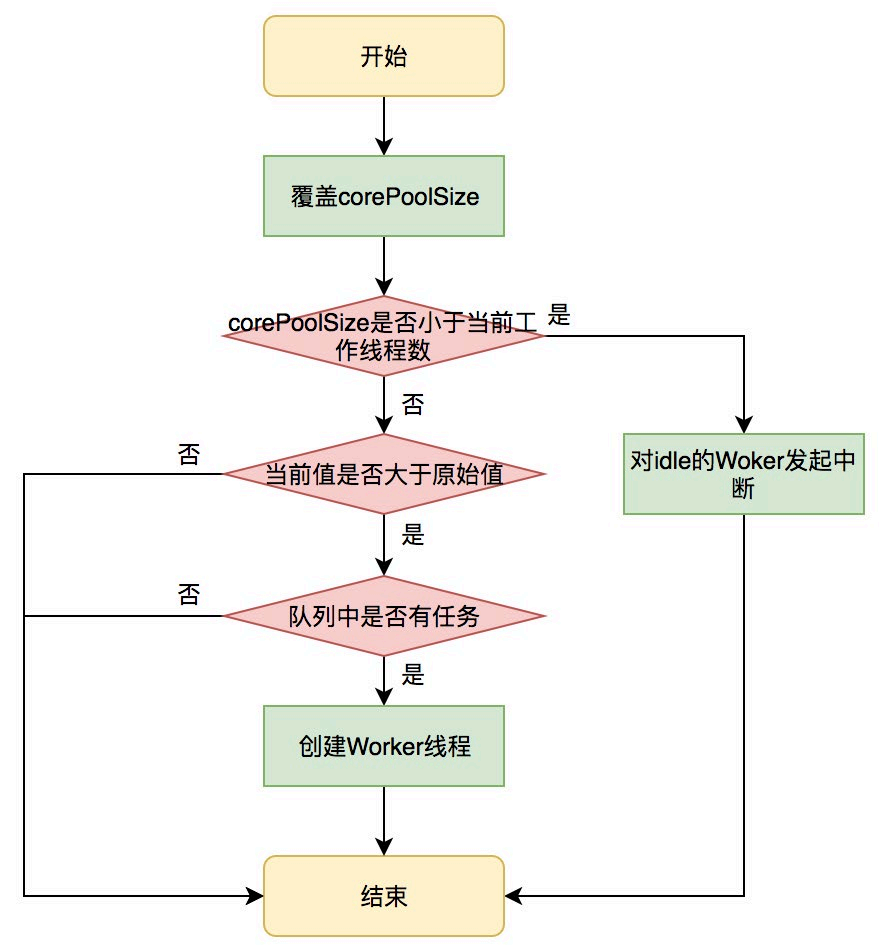 开始
覆盖corePoolSize
corePoolSize是否小于当前工
作线程数
是
否
当前值是否大于原始值
否
对idle的Woker发起中
断
是
队列中是否有任务
否
是
创建Worker线程
结束